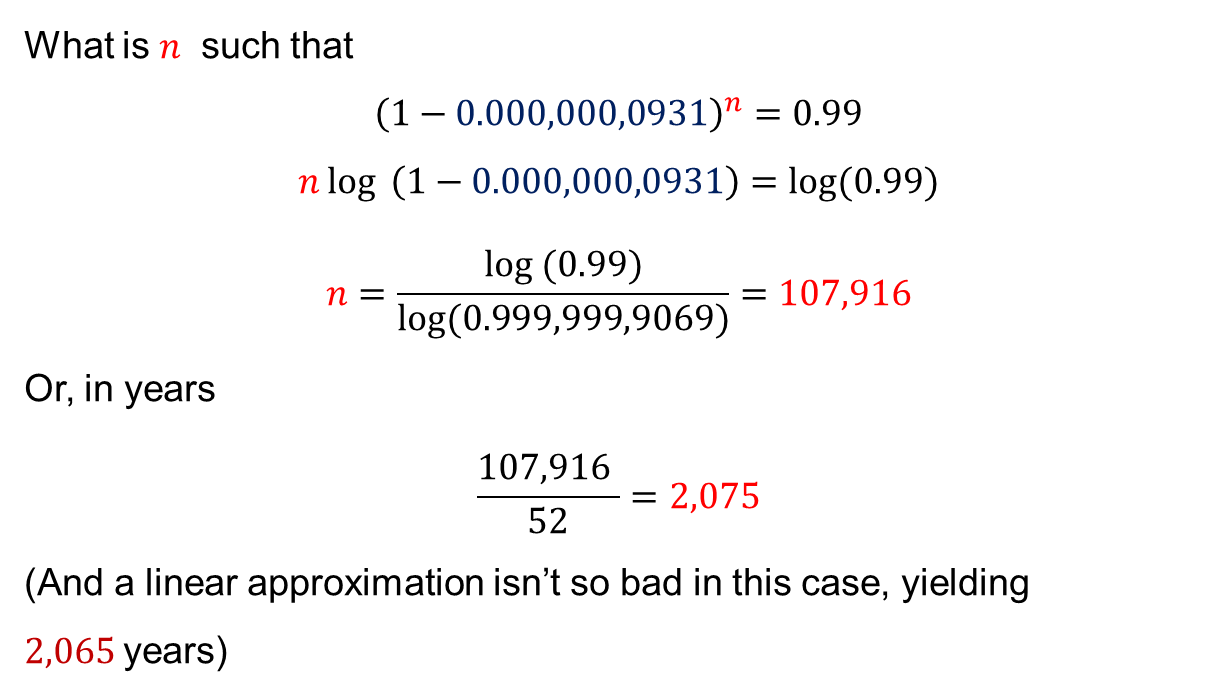 What is n such that
(1 − 0.000,000,0931)ⁿ = 0.99
n log (1 − 0.000,000,0931) = log(0.99)
n = log (0.99) / log(0.999,999,9069) = 107,916
Or, in years
107,916 / 52 = 2,075
(And a linear approximation isn’t so bad in this case, yielding
2,065 years)